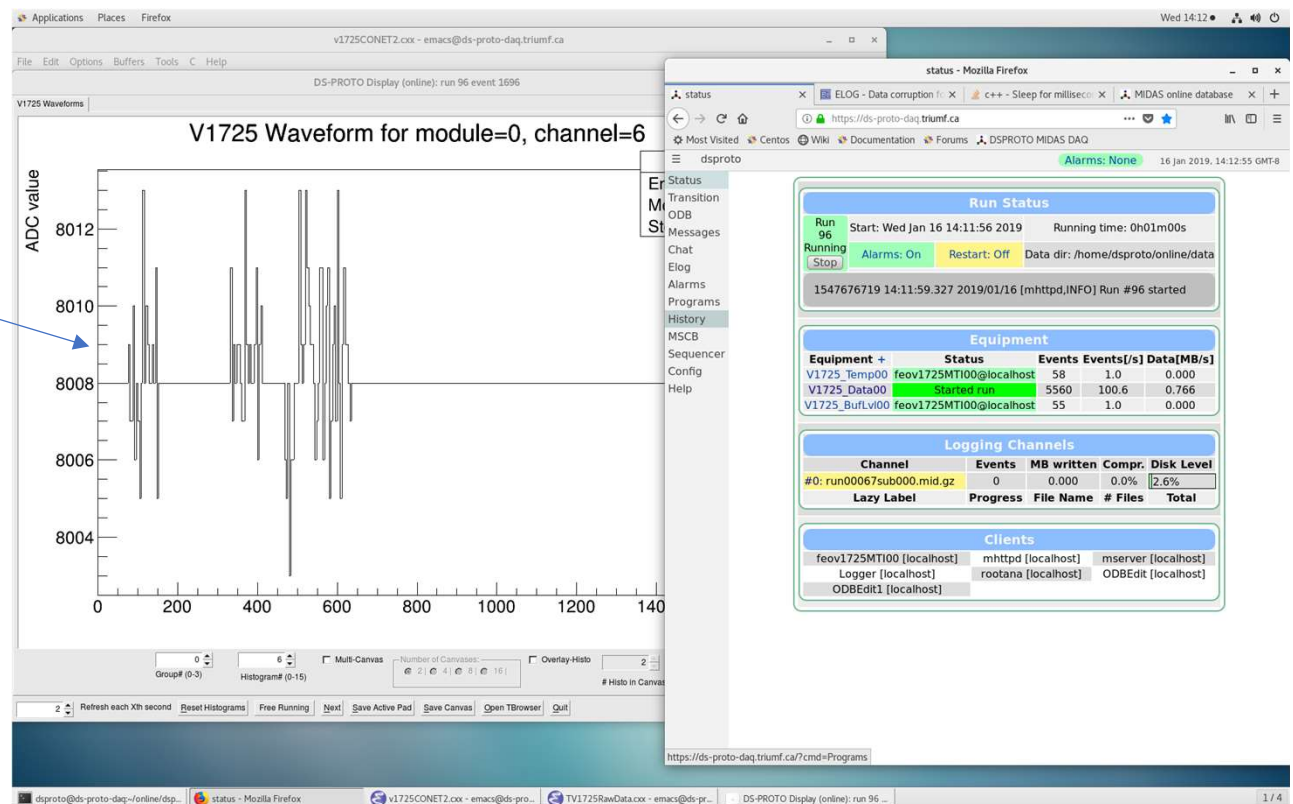 Applications Places Firefox Wed 14:12
v1725CONET2.cxx - emacs@ds-proto-daq.triumf.ca
File Edit Options Buffers Tools C Help
DS-PROTO Display (online): run 96 event 1696
V1725 Waveforms
V1725 Waveform for module=0, channel=6
ADC value
8012
8010
8008
8006
8004
0 200 400 600 800 1000 1200 140
Er
Me
St
0
Group# (0-3)
6
Histogram# (0-15)
Multi-Canvas
Number of Canvases:
2 | 4 | 8 | 16 |
Overlay-Histo
2
# Histo in Canvas
2 Refresh each Xth second Reset Histograms Free Running Next Save Active Pad Save Canvas Open TBrowser Quit
status - Mozilla Firefox
status ELOG - Data corruption fo c++ - Sleep for millisecon MIDAS online database
https://ds-proto-daq.triumf.ca
Most Visited Centos Wiki Documentation Forums DSPROTO MIDAS DAQ
dsproto Alarms: None 16 Jan 2019, 14:12:55 GMT-8
Status
Transition
ODB
Messages
Chat
Elog
Alarms
Programs
History
MSCB
Sequencer
Config
Help
Run Status
Run 96 Running Stop
Start: Wed Jan 16 14:11:56 2019 Running time: 0h01m00s
Alarms: On Restart: Off Data dir: /home/dsproto/online/data
1547676719 14:11:59.327 2019/01/16 [mhttpd,INFO] Run #96 started
Equipment
Equipment + Status Events Events[/s] Data[MB/s]
V1725_Temp00 feov1725MTI00@localhost 58 1.0 0.000
V1725_Data00 Started run 5560 100.6 0.766
V1725_BufLvl00 feov1725MTI00@localhost 55 1.0 0.000
Logging Channels
Channel Events MB written Compr. Disk Level
#0: run00067sub000.mid.gz 0 0.000 0.0% 2.6%
Lazy Label Progress File Name # Files Total
Clients
feov1725MTI00 [localhost] mhttpd [localhost] mserver [localhost]
Logger [localhost] rootana [localhost] ODBEdit [localhost]
ODBEdit1 [localhost]
https://ds-proto-daq.triumf.ca/?cmd=Programs
dsproto@ds-proto-daq:~/online/dsp... status - Mozilla Firefox v1725CONET2.cxx - emacs@ds-pro... TV1725RawData.cxx - emacs@ds-pr... DS-PROTO Display (online): run 96 ... 1 / 4